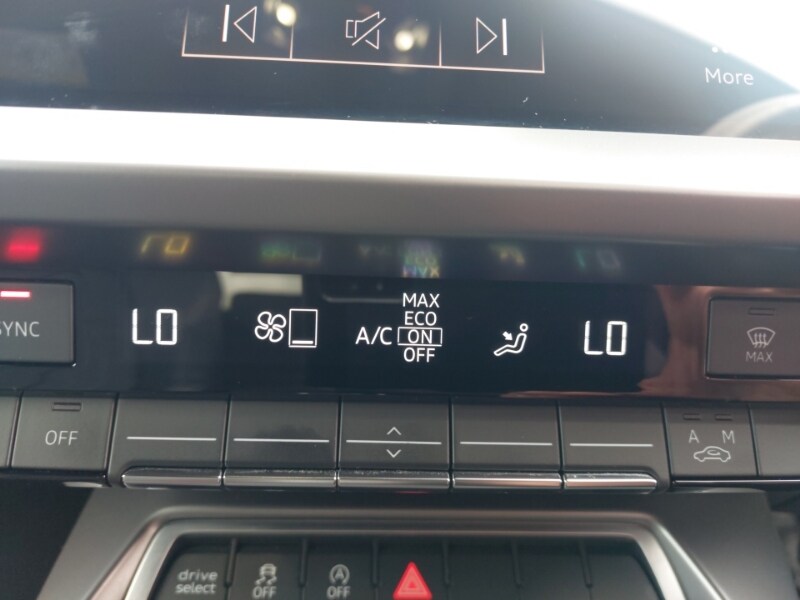 More
SYNC
LO
A/C
MAX
ECO
ON
OFF
LO
MAX
OFF
A M
drive
select
OFF
A
OFF